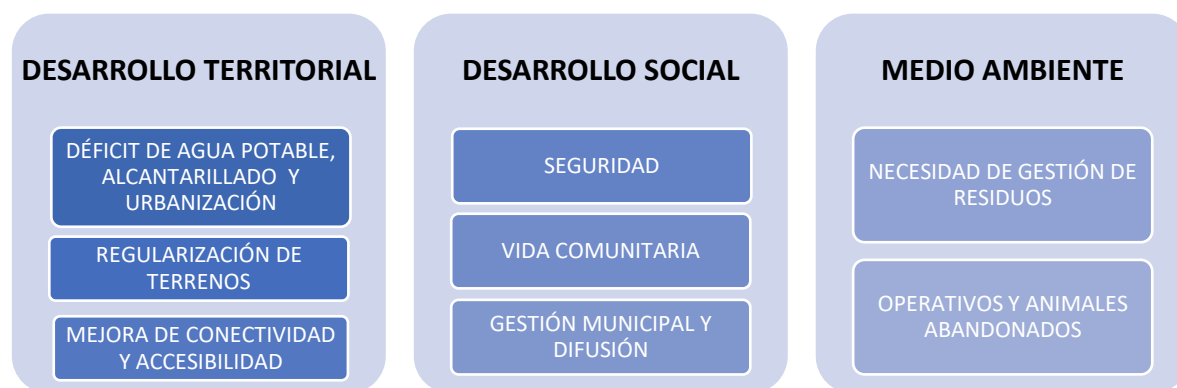 DESARROLLO TERRITORIAL
DÉFICIT DE AGUA POTABLE,
ALCANTARILLADO Y
URBANIZACIÓN
REGULARIZACIÓN DE
TERRENOS
MEJORA DE CONECTIVIDAD
Y ACCESIBILIDAD
DESARROLLO SOCIAL
SEGURIDAD
VIDA COMUNITARIA
GESTIÓN MUNICIPAL Y
DIFUSIÓN
MEDIO AMBIENTE
NECESIDAD DE GESTIÓN DE
RESIDUOS
OPERATIVOS Y ANIMALES
ABANDONADOS